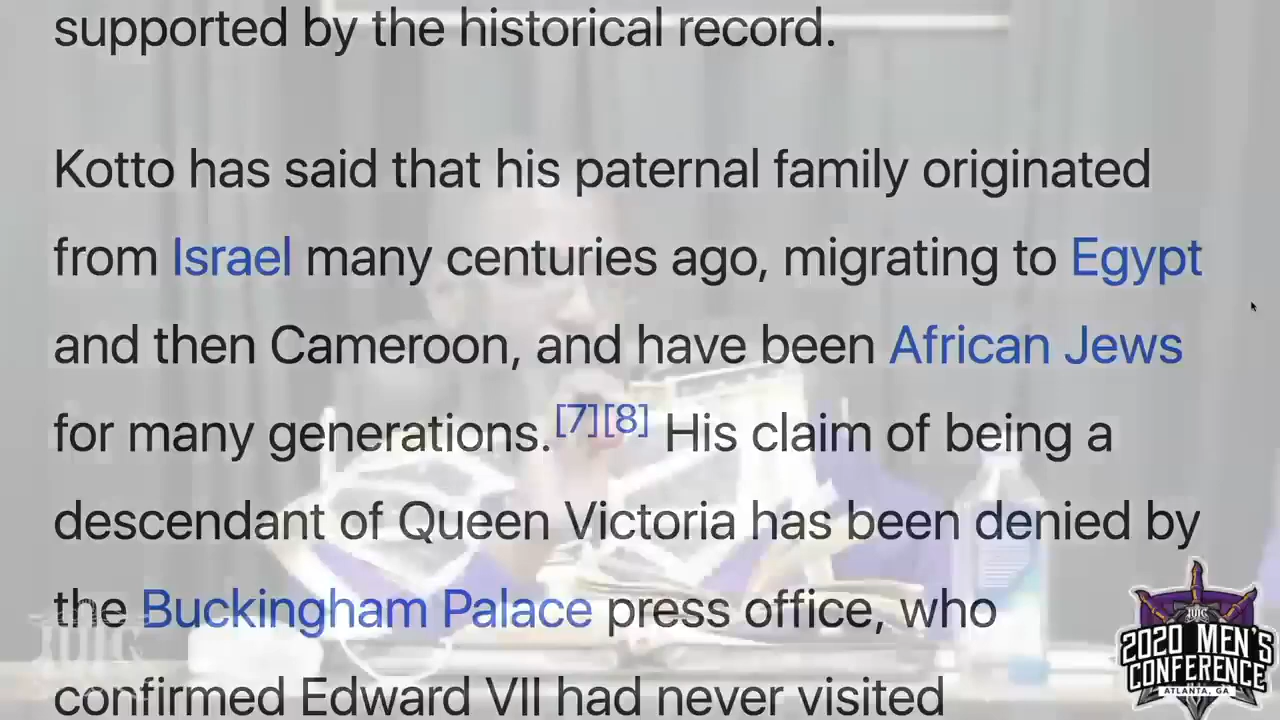 supported by the historical record.
Kotto has said that his paternal family originated
from Israel many centuries ago, migrating to Egypt
and then Cameroon, and have been African Jews
for many generations.[7][8] His claim of being a
descendant of Queen Victoria has been denied by
the Buckingham Palace press office, who
confirmed Edward VII had never visited
IUIC
IUIC
2020 MEN'S
CONFERENCE
ATLANTA, GA